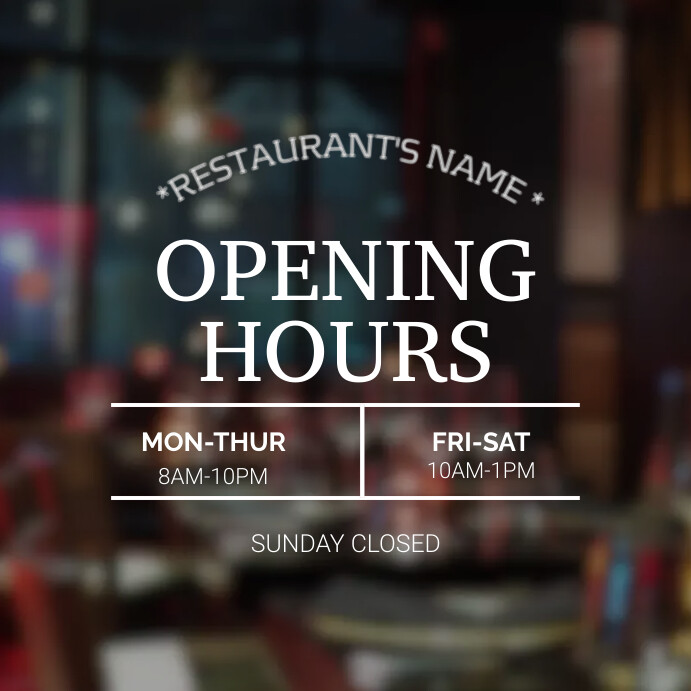 *RESTAURANT'S NAME *
OPENING
HOURS
MON-THUR
8AM-10PM
FRI-SAT
10AM-1PM
SUNDAY CLOSED